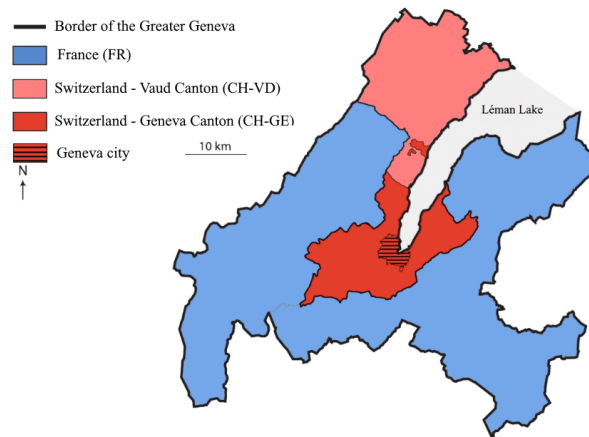 Border of the Greater Geneva
France (FR)
Switzerland - Vaud Canton (CH-VD)
Switzerland - Geneva Canton (CH-GE)
Geneva city
10 km
N
Léman Lake